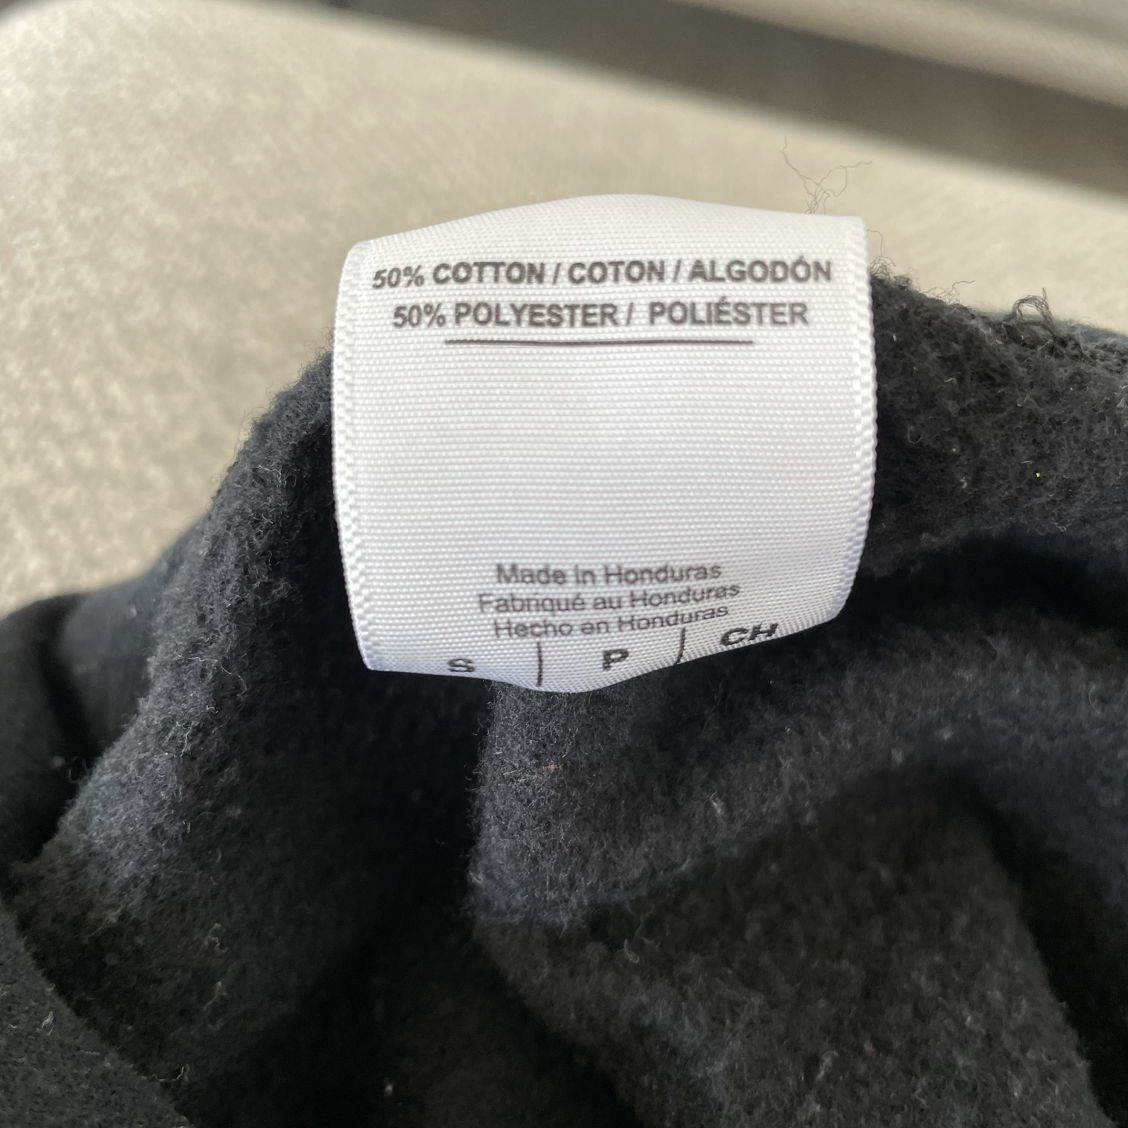 50% COTTON / COTON / ALGODÓN
50% POLYESTER / POLIÉSTER
Made in Honduras
Fabriqué au Honduras
Hecho en Honduras
S | P | CH